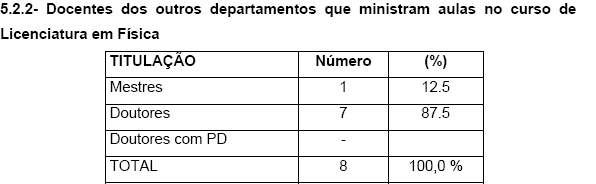 5.2.2- Docentes dos outros departamentos que ministram aulas no curso de
Licenciatura em Física
TITULAÇÃO Número (%)
Mestres 1 12.5
Doutores 7 87.5
Doutores com PD -
TOTAL 8 100,0 %